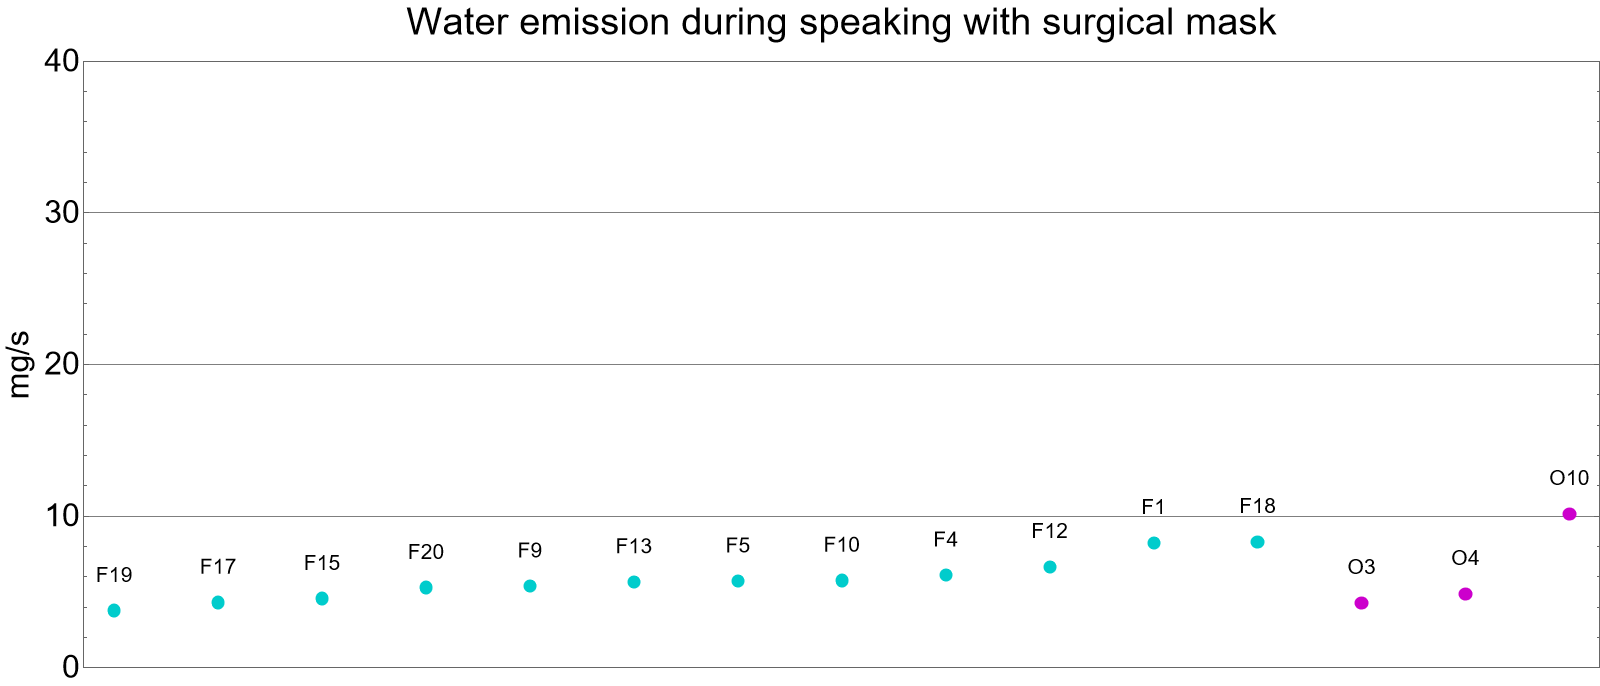 Water emission during speaking with surgical mask
40
30
20
10
0
mg/s
F19
F17
F15
F20
F9
F13
F5
F10
F4
F12
F1
F18
O3
O4
O10